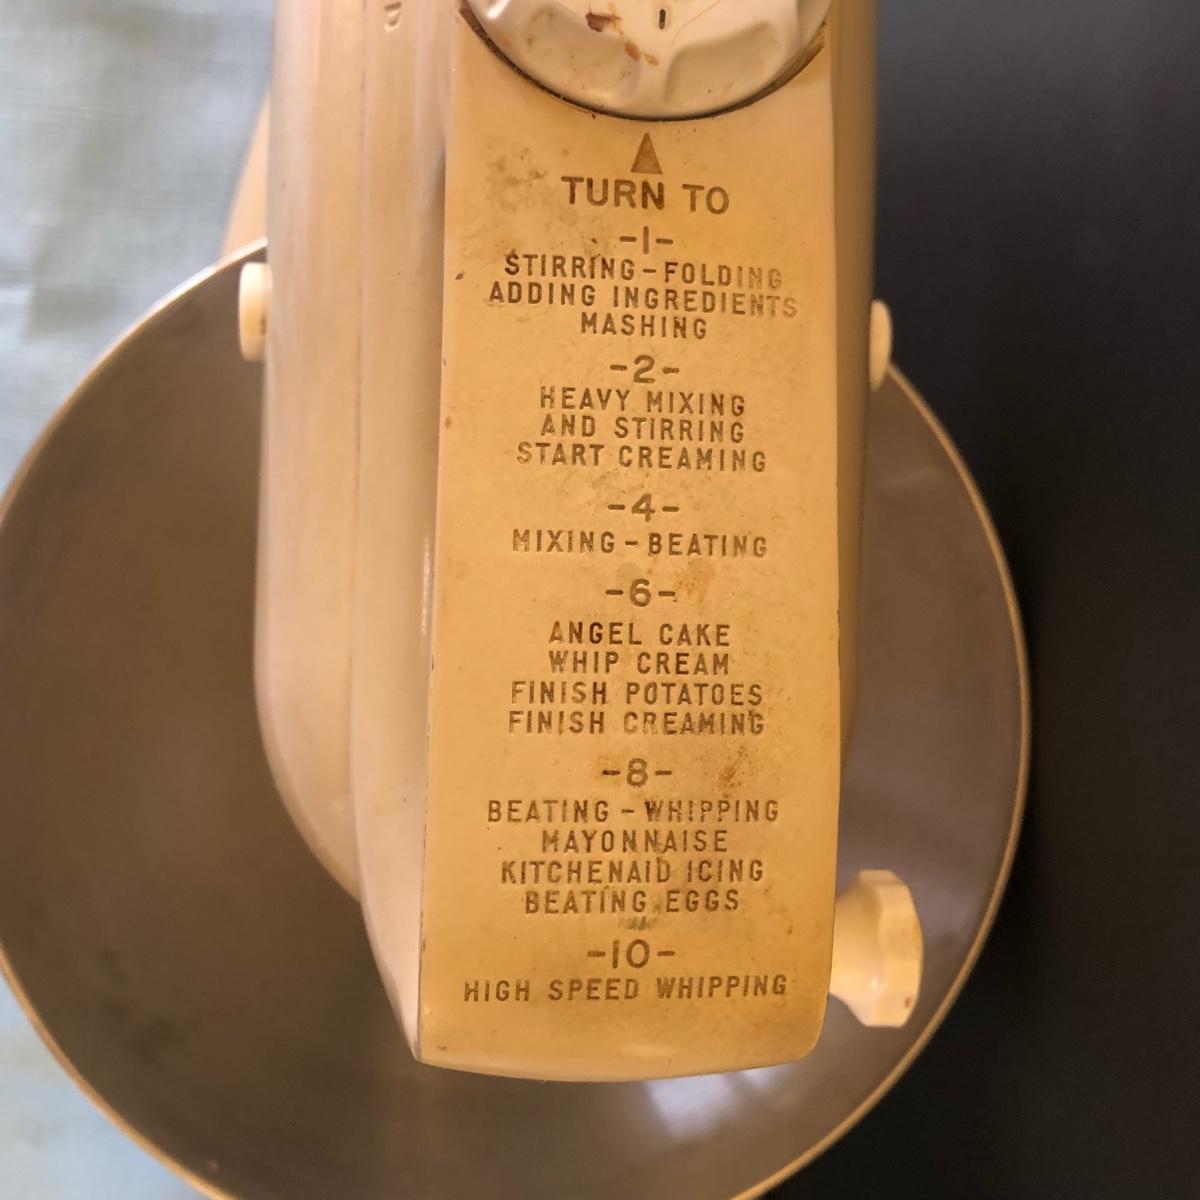 TURN TO
-1-
STIRRING-FOLDING
ADDING INGREDIENTS
MASHING
-2-
HEAVY MIXING
AND STIRRING
START CREAMING
-4-
MIXING-BEATING
-6-
ANGEL CAKE
WHIP CREAM
FINISH POTATOES
FINISH CREAMING
-8-
BEATING-WHIPPING
MAYONNAISE
KITCHENAID ICING
BEATING EGGS
-10-
HIGH SPEED WHIPPING